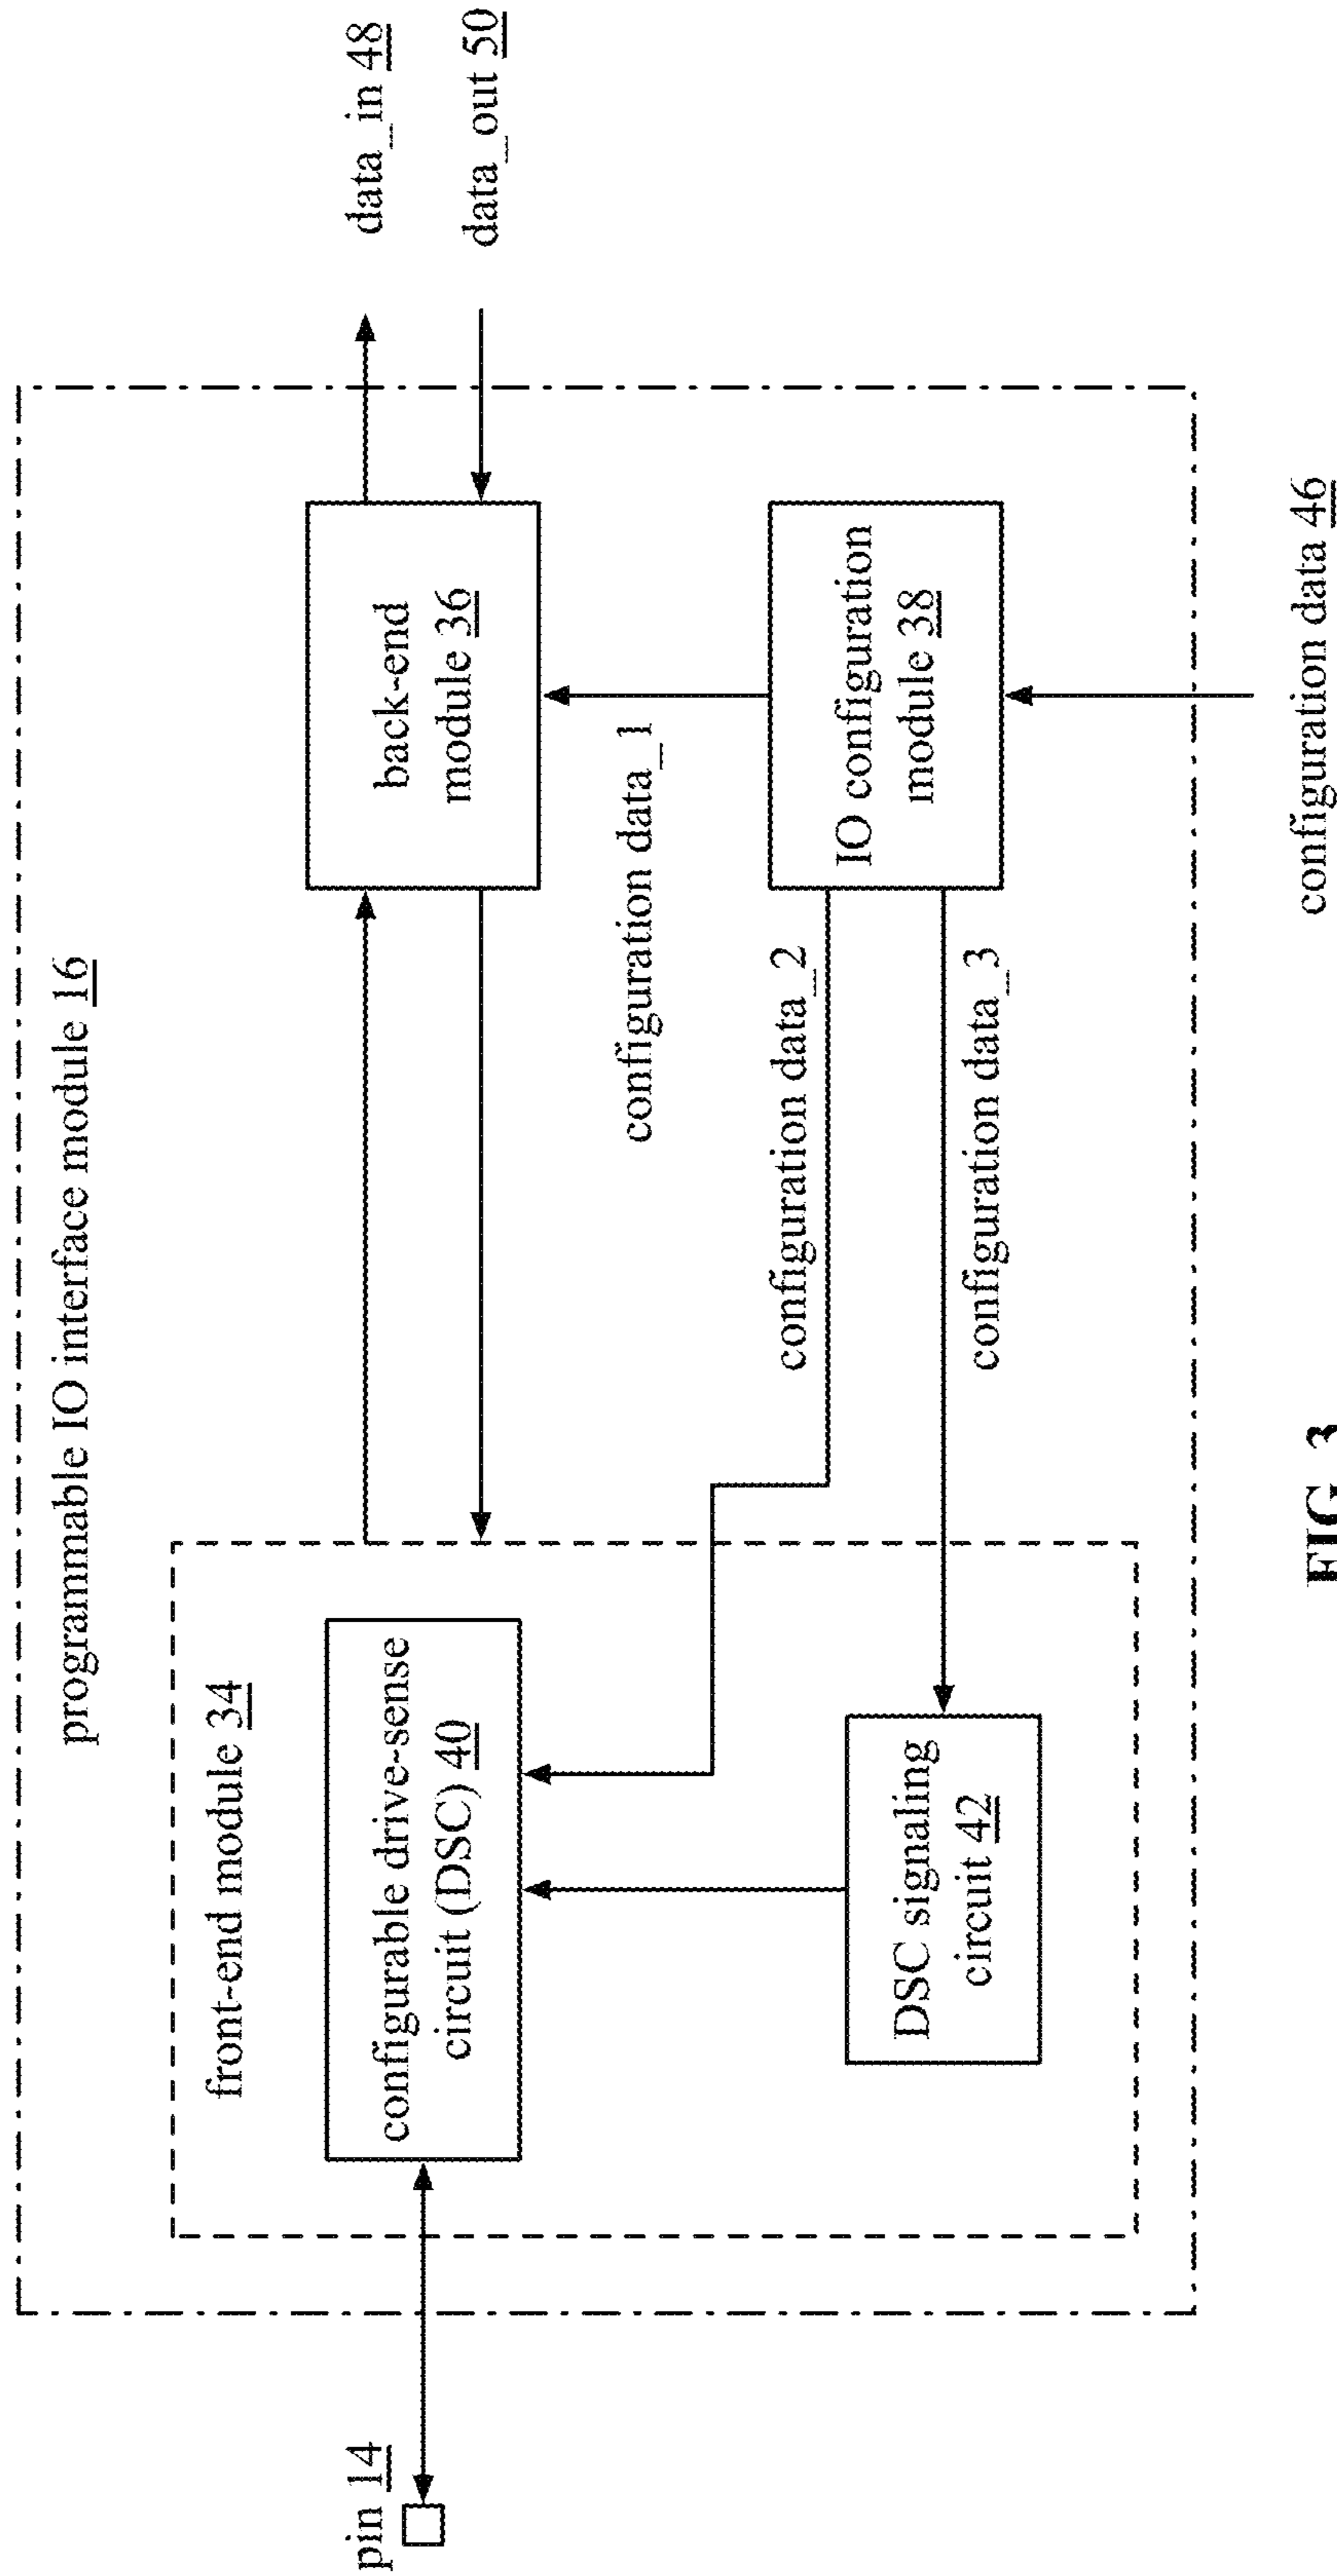 programmable IO interface module 16
front-end module 34
pin 14
configurable drive-sense
circuit (DSC) 40
DSC signaling
circuit 42
back-end
module 36
data_in 48
data_out 50
configuration data_1
configuration data_2
configuration data_3
IO configuration
module 38
configuration data 46
FIG. 3